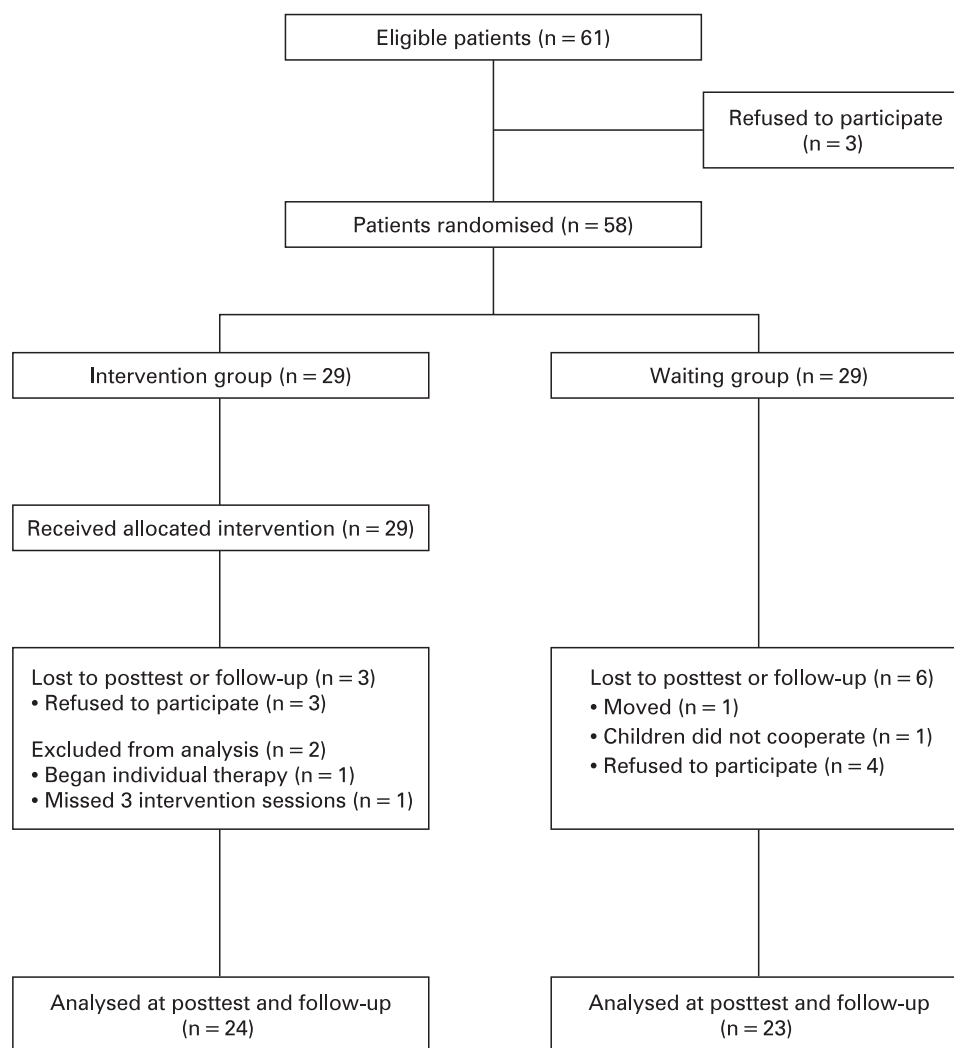 Eligible patients (n = 61)
Refused to participate
(n = 3)
Patients randomised (n = 58)
Intervention group (n = 29)
Waiting group (n = 29)
Received allocated intervention (n = 29)
Lost to posttest or follow-up (n = 3)
• Refused to participate (n = 3)
Excluded from analysis (n = 2)
• Began individual therapy (n = 1)
• Missed 3 intervention sessions (n = 1)
Lost to posttest or follow-up (n = 6)
• Moved (n = 1)
• Children did not cooperate (n = 1)
• Refused to participate (n = 4)
Analysed at posttest and follow-up
(n = 24)
Analysed at posttest and follow-up
(n = 23)